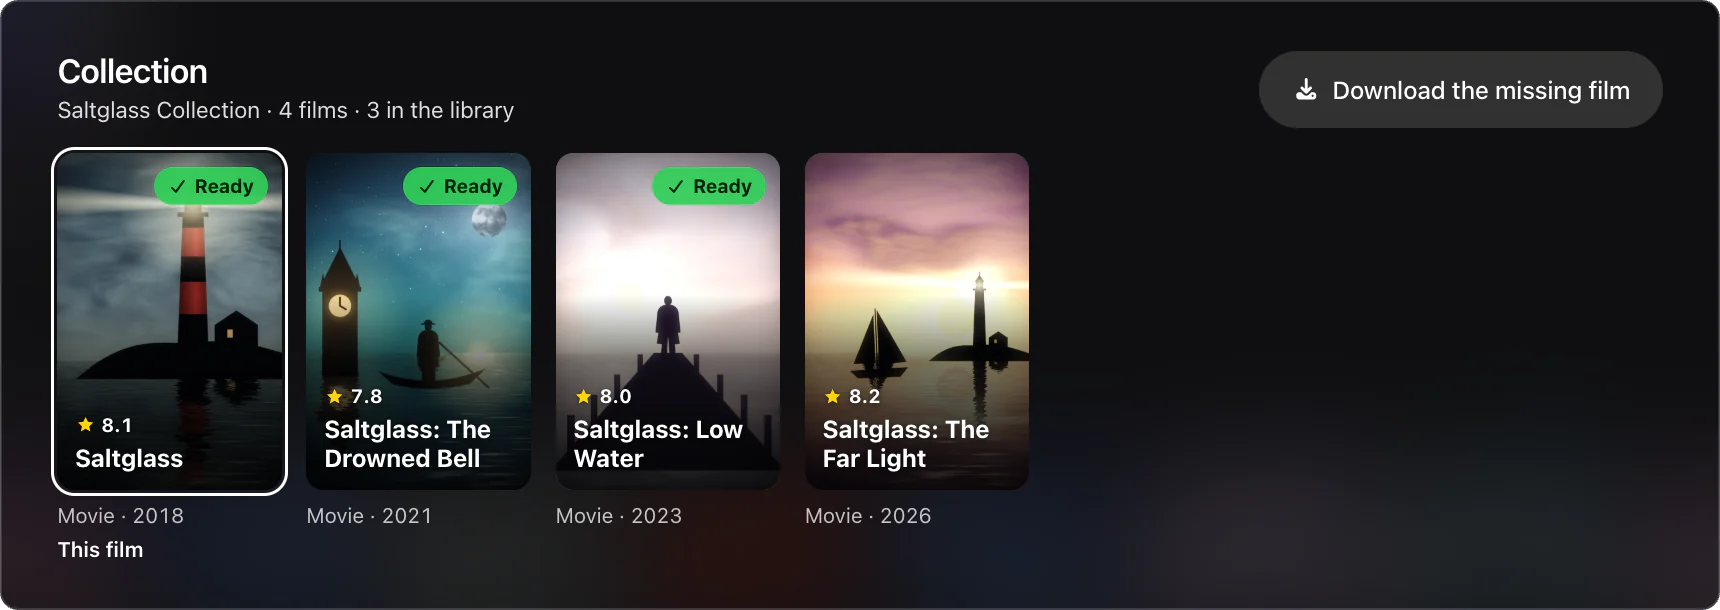 Collection
Saltglass Collection · 4 films · 3 in the library
Download the missing film
Ready
Ready
Ready
8.1
Saltglass
7.8
Saltglass: The
Drowned Bell
8.0
Saltglass: Low
Water
8.2
Saltglass: The
Far Light
Movie · 2018
Movie · 2021
Movie · 2023
Movie · 2026
This film